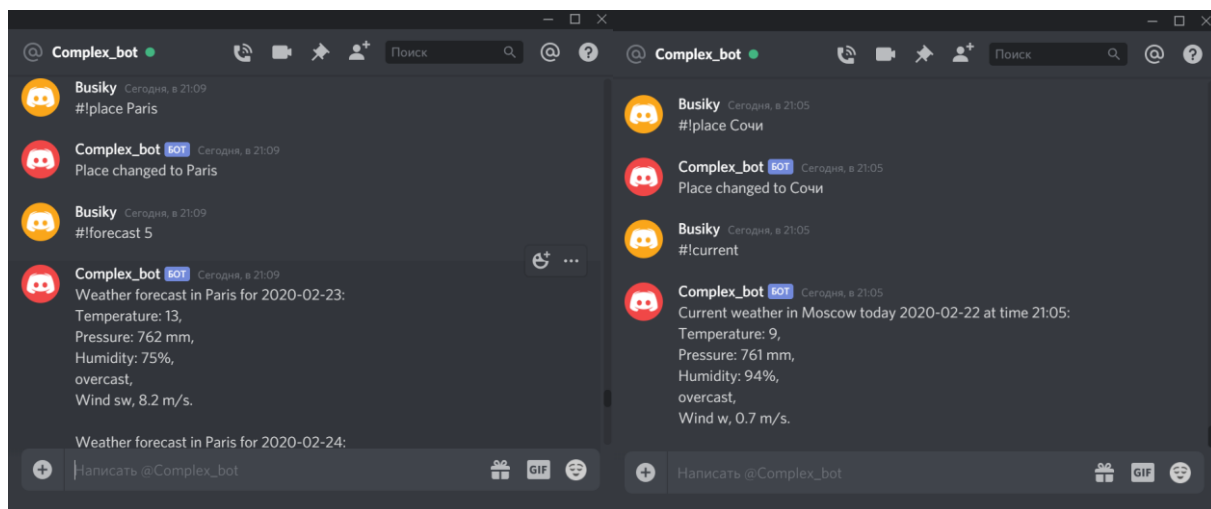 Complex_bot
Поиск
Busiky Сегодня, в 21:09
#!place Paris
Complex_bot БОТ Сегодня, в 21:09
Place changed to Paris
Busiky Сегодня, в 21:09
#!forecast 5
Complex_bot БОТ Сегодня, в 21:09
Weather forecast in Paris for 2020-02-23:
Temperature: 13,
Pressure: 762 mm,
Humidity: 75%,
overcast,
Wind sw, 8.2 m/s.
Weather forecast in Paris for 2020-02-24:
Написать @Complex_bot
GIF
Complex_bot
Поиск
Busiky Сегодня, в 21:05
#!place Сочи
Complex_bot БОТ Сегодня, в 21:05
Place changed to Сочи
Busiky Сегодня, в 21:05
#!current
Complex_bot БОТ Сегодня, в 21:05
Current weather in Moscow today 2020-02-22 at time 21:05:
Temperature: 9,
Pressure: 761 mm,
Humidity: 94%,
overcast,
Wind w, 0.7 m/s.
Написать @Complex_bot
GIF